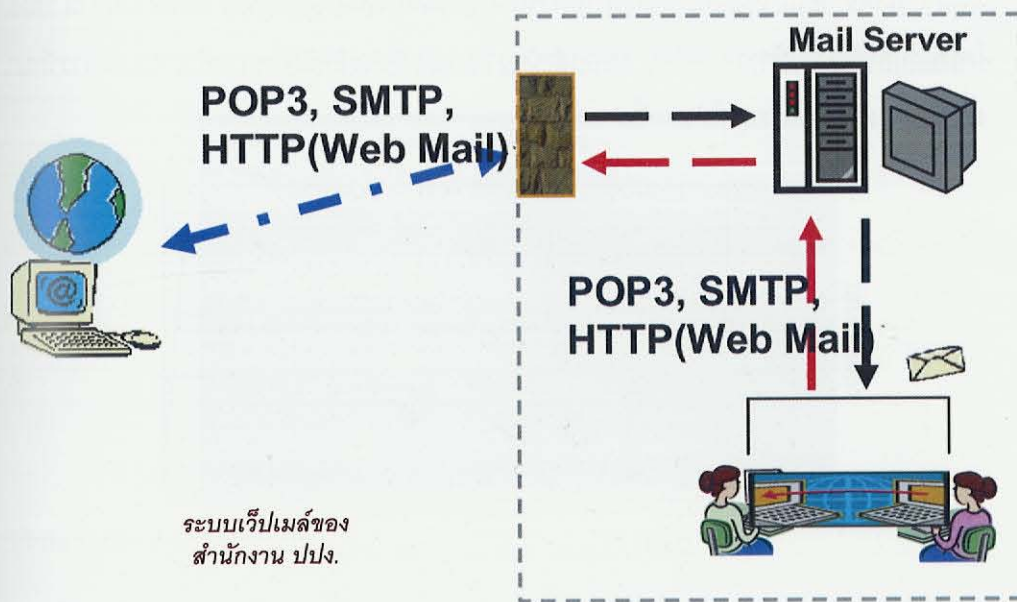 Mail Server
POP3, SMTP,
HTTP(Web Mail)
@
POP3, SMTP,
HTTP(Web Mail)
ระบบเว็ปเมล์ของ
สำนักงาน ปปง.